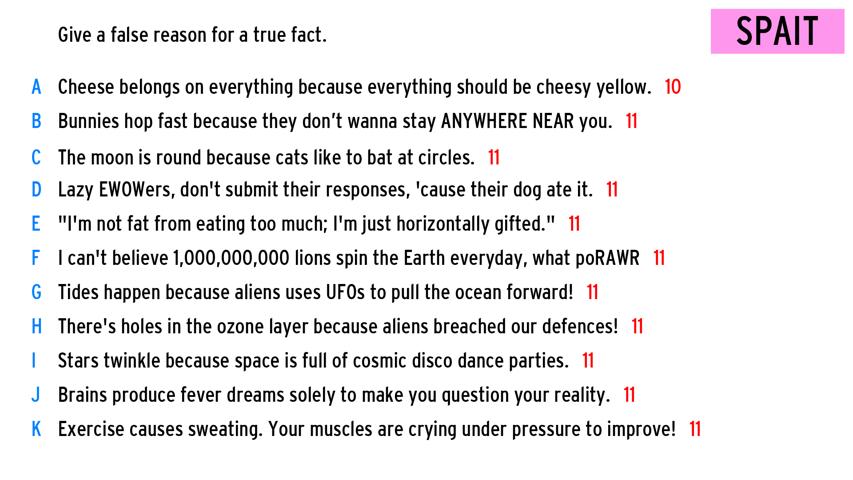 Give a false reason for a true fact.
SPAIT
A Cheese belongs on everything because everything should be cheesy yellow. 10
B Bunnies hop fast because they don't wanna stay ANYWHERE NEAR you. 11
C The moon is round because cats like to bat at circles. 11
D Lazy EWOWers, don't submit their responses, 'cause their dog ate it. 11
E "I'm not fat from eating too much; I'm just horizontally gifted." 11
F I can't believe 1,000,000,000 lions spin the Earth everyday, what poRAWR 11
G Tides happen because aliens uses UFOs to pull the ocean forward! 11
H There's holes in the ozone layer because aliens breached our defences! 11
I Stars twinkle because space is full of cosmic disco dance parties. 11
J Brains produce fever dreams solely to make you question your reality. 11
K Exercise causes sweating. Your muscles are crying under pressure to improve! 11